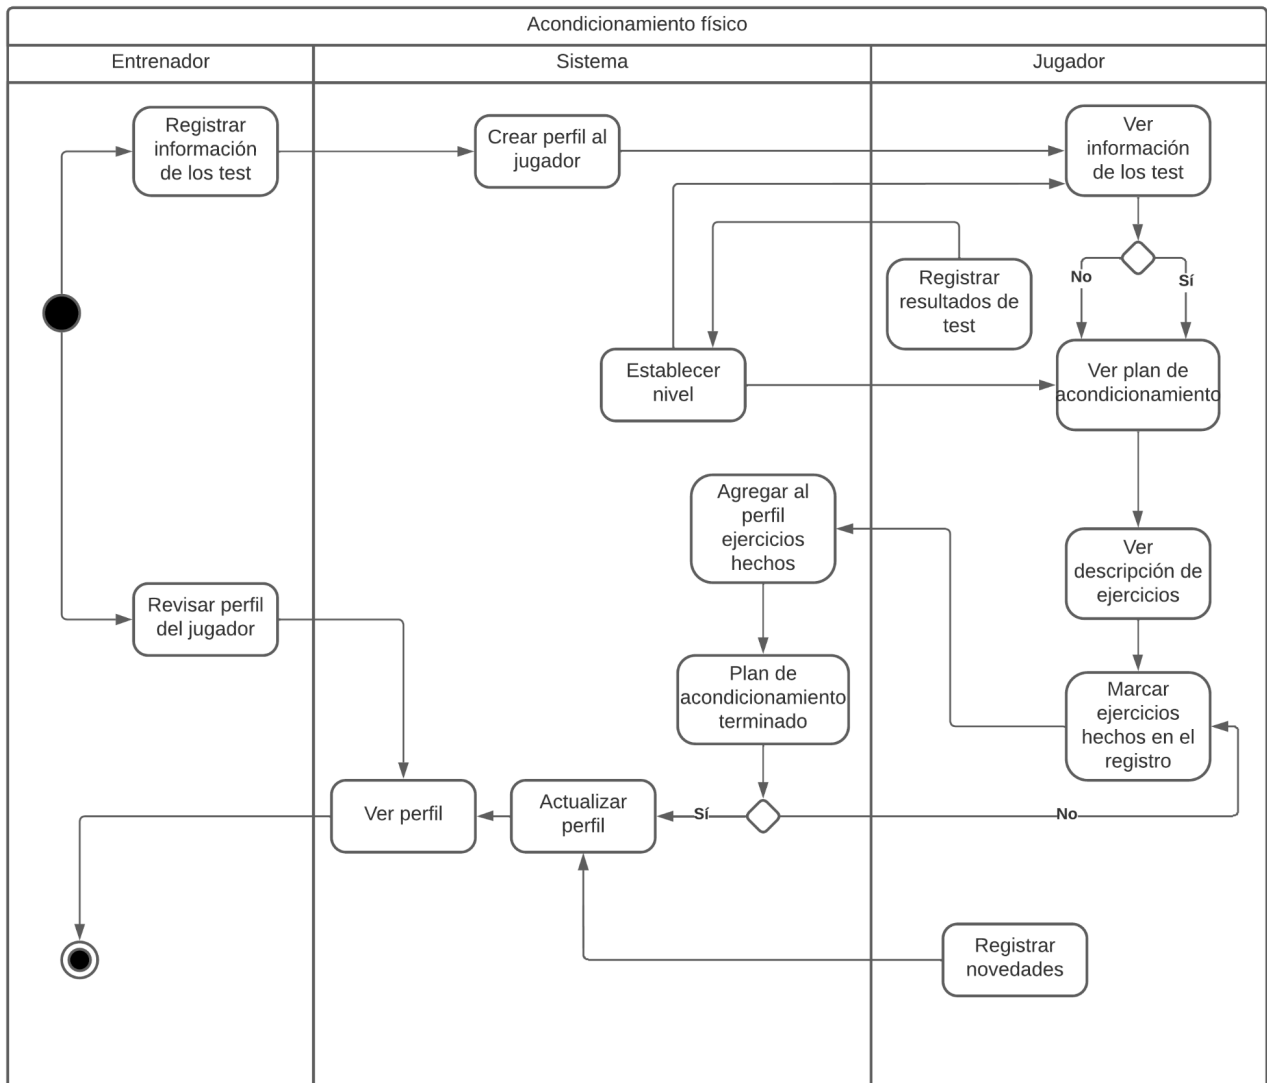 Acondicionamiento físico
Entrenador
Sistema
Jugador
Registrar
información
de los test
Crear perfil al
jugador
Ver
información
de los test
No
Sí
Registrar
resultados de
test
Establecer
nivel
Ver plan de
acondicionamiento
Agregar al
perfil
ejercicios
hechos
Ver
descripción de
ejercicios
Revisar perfil
del jugador
Plan de
acondicionamiento
terminado
Marcar
ejercicios
hechos en el
registro
Ver perfil
Actualizar
perfil
Sí
No
Registrar
novedades